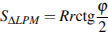 S_{ΔLPM} = Rrctg φ/2